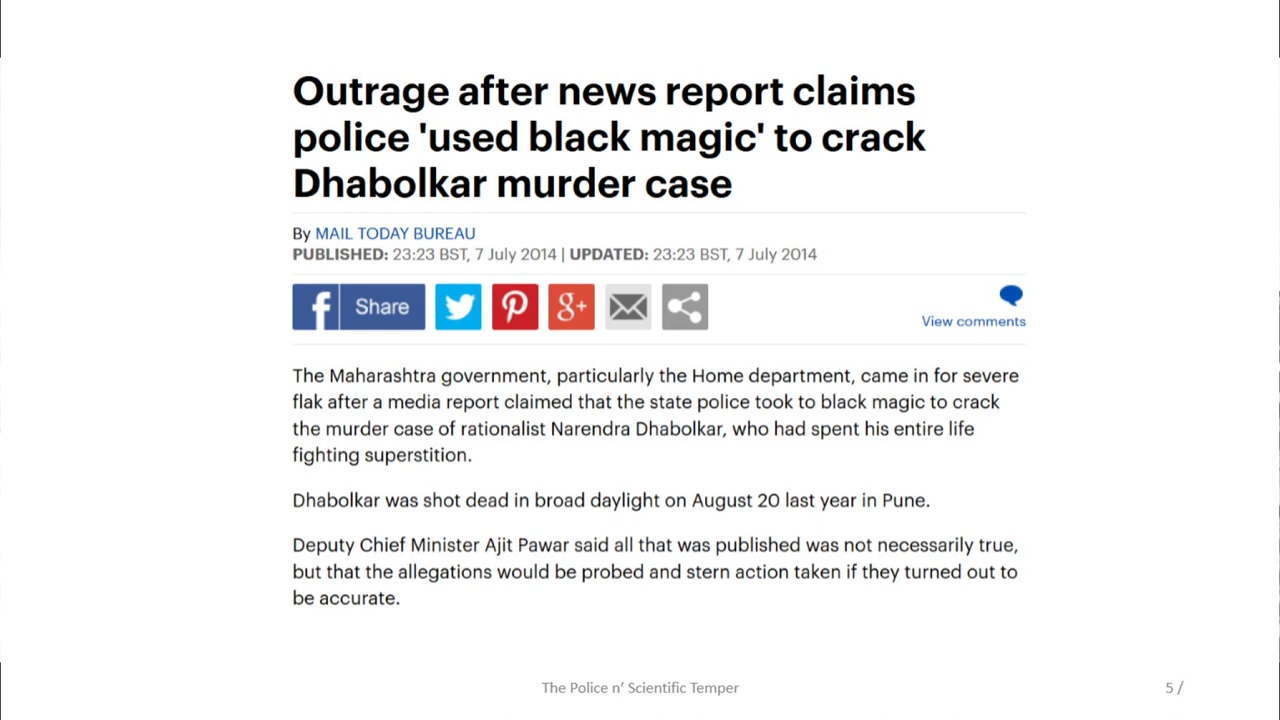 Outrage after news report claims
police 'used black magic' to crack
Dhabolkar murder case
By MAIL TODAY BUREAU
PUBLISHED: 23:23 BST, 7 July 2014 | UPDATED: 23:23 BST, 7 July 2014
f Share
g+
View comments
The Maharashtra government, particularly the Home department, came in for severe
flak after a media report claimed that the state police took to black magic to crack
the murder case of rationalist Narendra Dhabolkar, who had spent his entire life
fighting superstition.
Dhabolkar was shot dead in broad daylight on August 20 last year in Pune.
Deputy Chief Minister Ajit Pawar said all that was published was not necessarily true,
but that the allegations would be probed and stern action taken if they turned out to
be accurate.
The Police n’ Scientific Temper
5 /